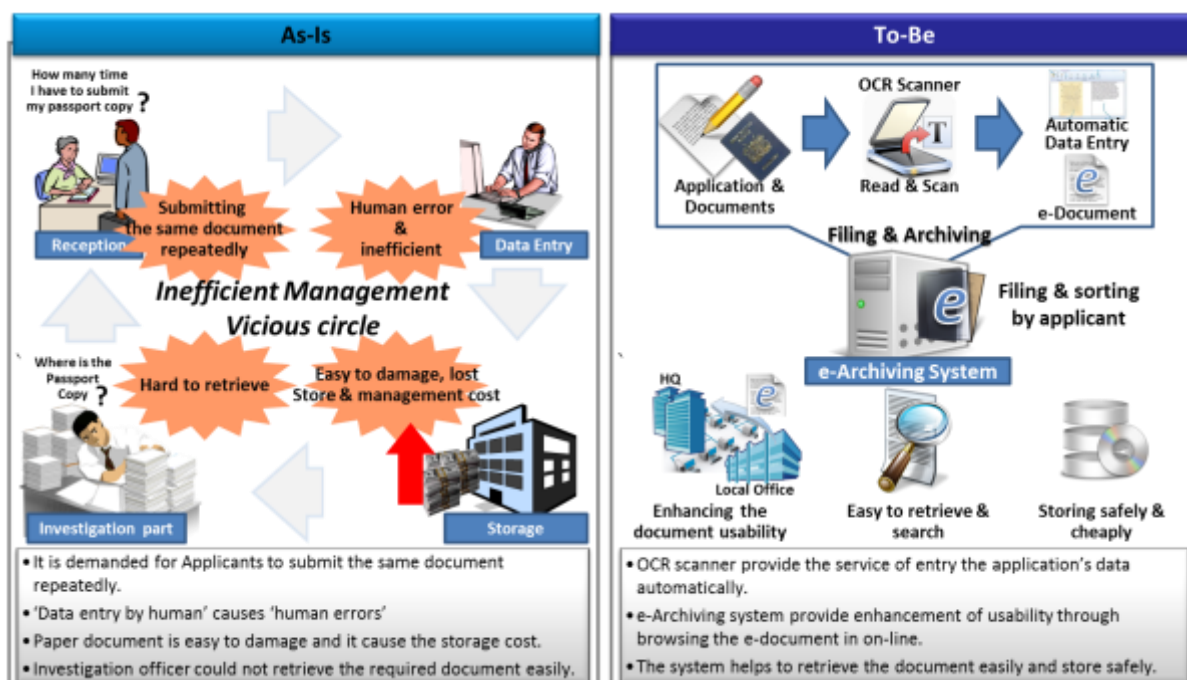 As-Is
How many time
I have to submit
my passport copy ?
Reception
Submitting
the same document
repeatedly
Human error
&
inefficient
Data Entry
Inefficient Management
Vicious circle
Where is the
Passport
Copy ?
Hard to retrieve
Easy to damage, lost
Store & management cost
Investigation part
Storage
• It is demanded for Applicants to submit the same document
repeatedly.
• ‘Data entry by human’ causes ‘human errors’
• Paper document is easy to damage and it cause the storage cost.
• Investigation officer could not retrieve the required document easily.
To-Be
Application &
Documents
OCR Scanner
T
Read & Scan
Automatic
Data Entry
e
e-Document
Filing & Archiving
e
Filing & sorting
by applicant
e-Archiving System
HQ
e
Local Office
Enhancing the
document usability
Easy to retrieve &
search
Storing safely &
cheaply
• OCR scanner provide the service of entry the application’s data
automatically.
• e-Archiving system provide enhancement of usability through
browsing the e-document in on-line.
• The system helps to retrieve the document easily and store safely.